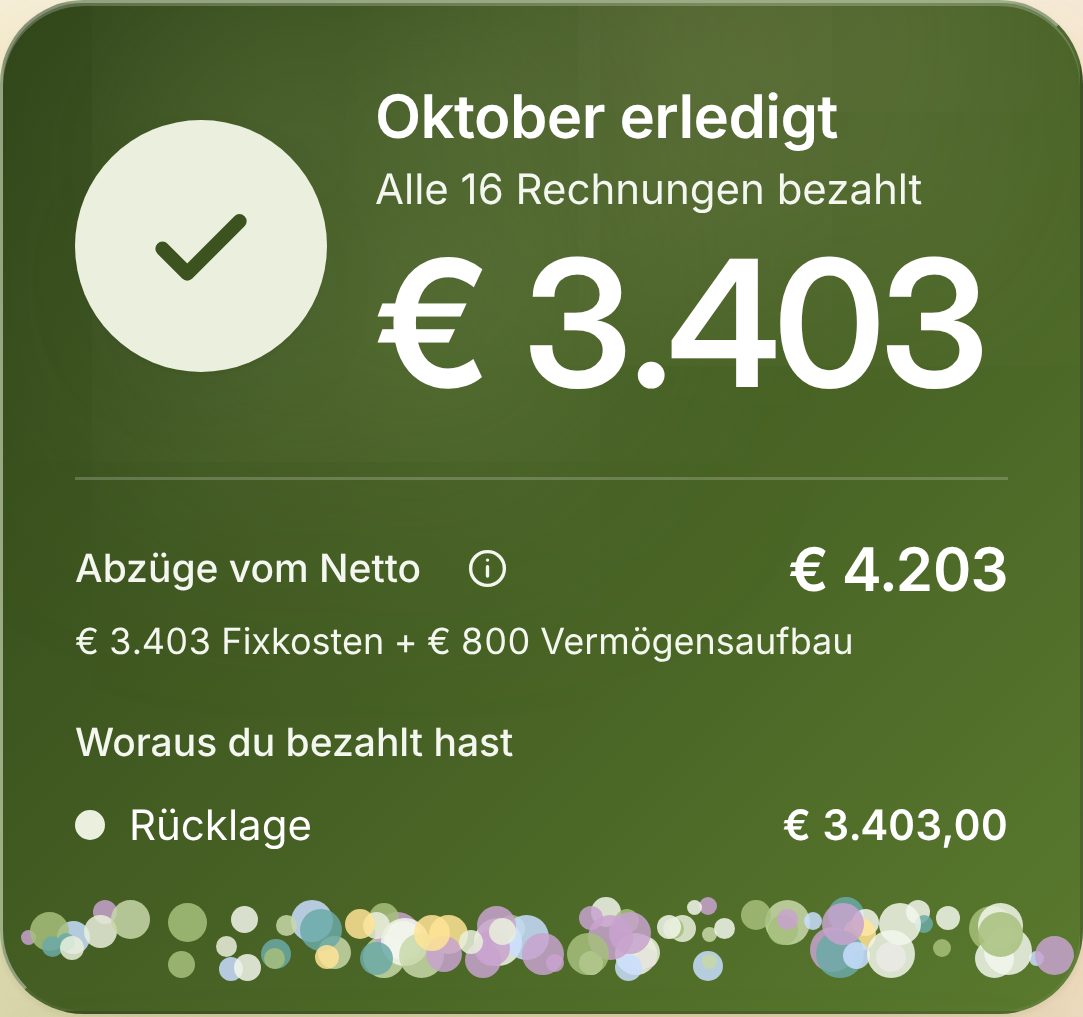 Oktober erledigt
Alle 16 Rechnungen bezahlt
€ 3.403
Abzüge vom Netto € 4.203
€ 3.403 Fixkosten + € 800 Vermögensaufbau
Woraus du bezahlt hast
Rücklage € 3.403,00